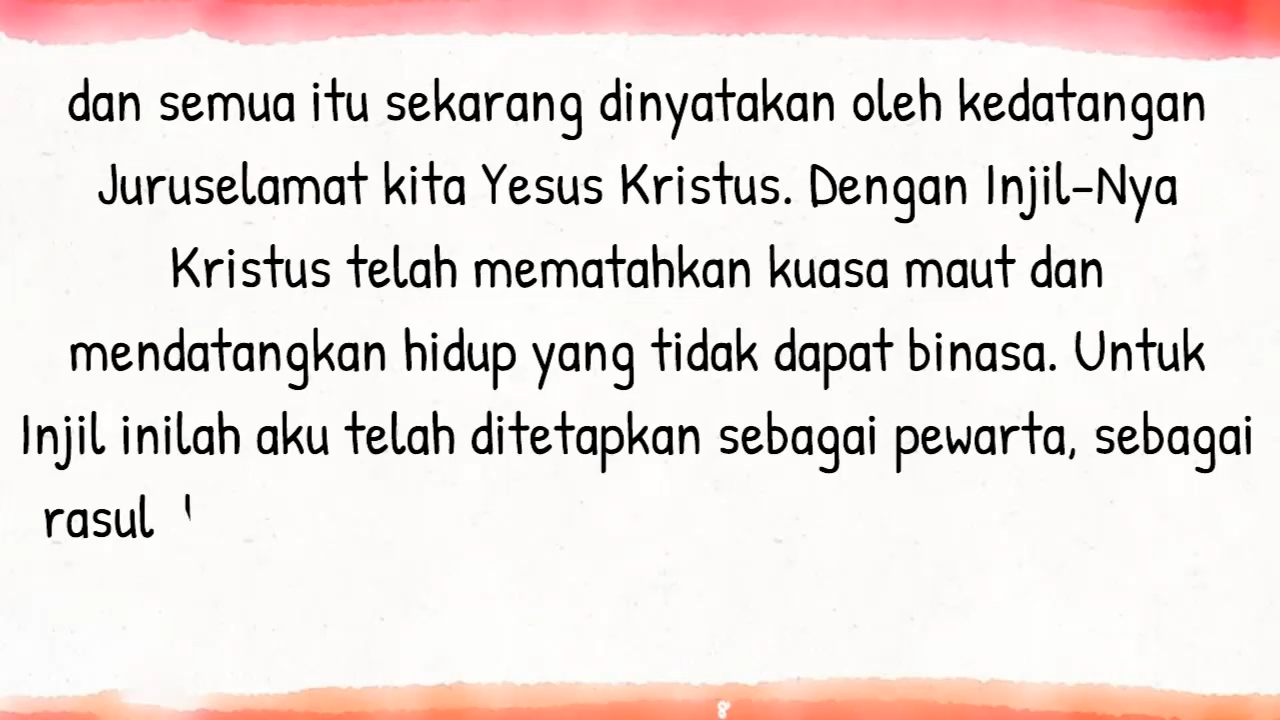 dan semua itu sekarang dinyatakan oleh kedatangan
Juruselamat kita Yesus Kristus. Dengan Injil-Nya
Kristus telah mematahkan kuasa maut dan
mendatangkan hidup yang tidak dapat binasa. Untuk
Injil inilah aku telah ditetapkan sebagai pewarta, sebagai
rasul